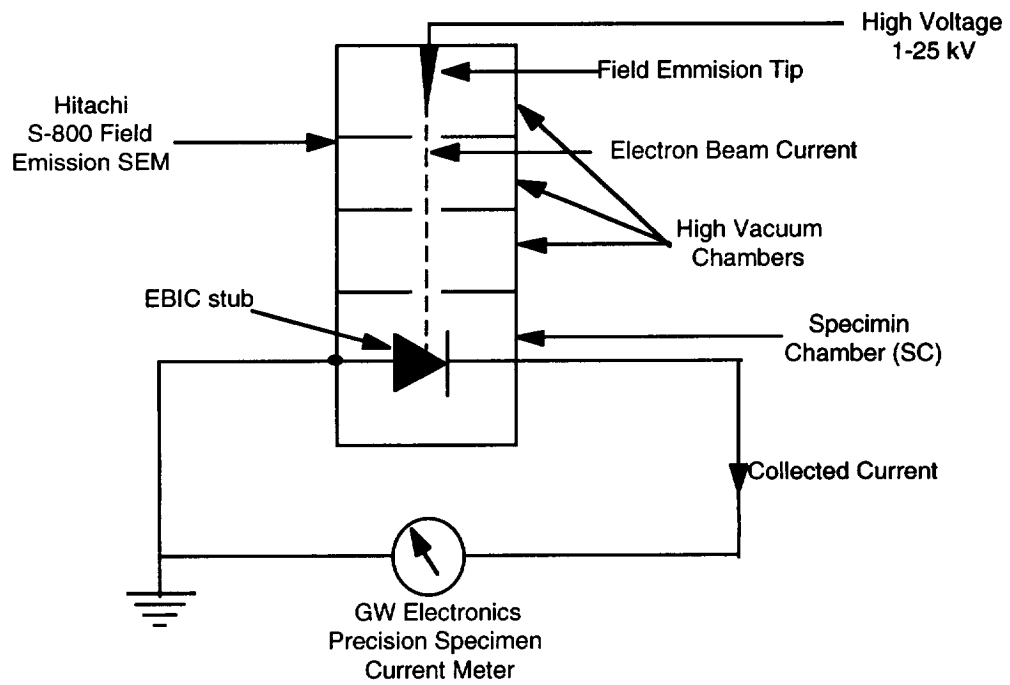 High Voltage
1-25 kV
Field Emmision Tip
Hitachi
S-800 Field
Emission SEM
Electron Beam Current
High Vacuum
Chambers
EBIC stub
Specimin
Chamber (SC)
Collected Current
GW Electronics
Precision Specimen
Current Meter